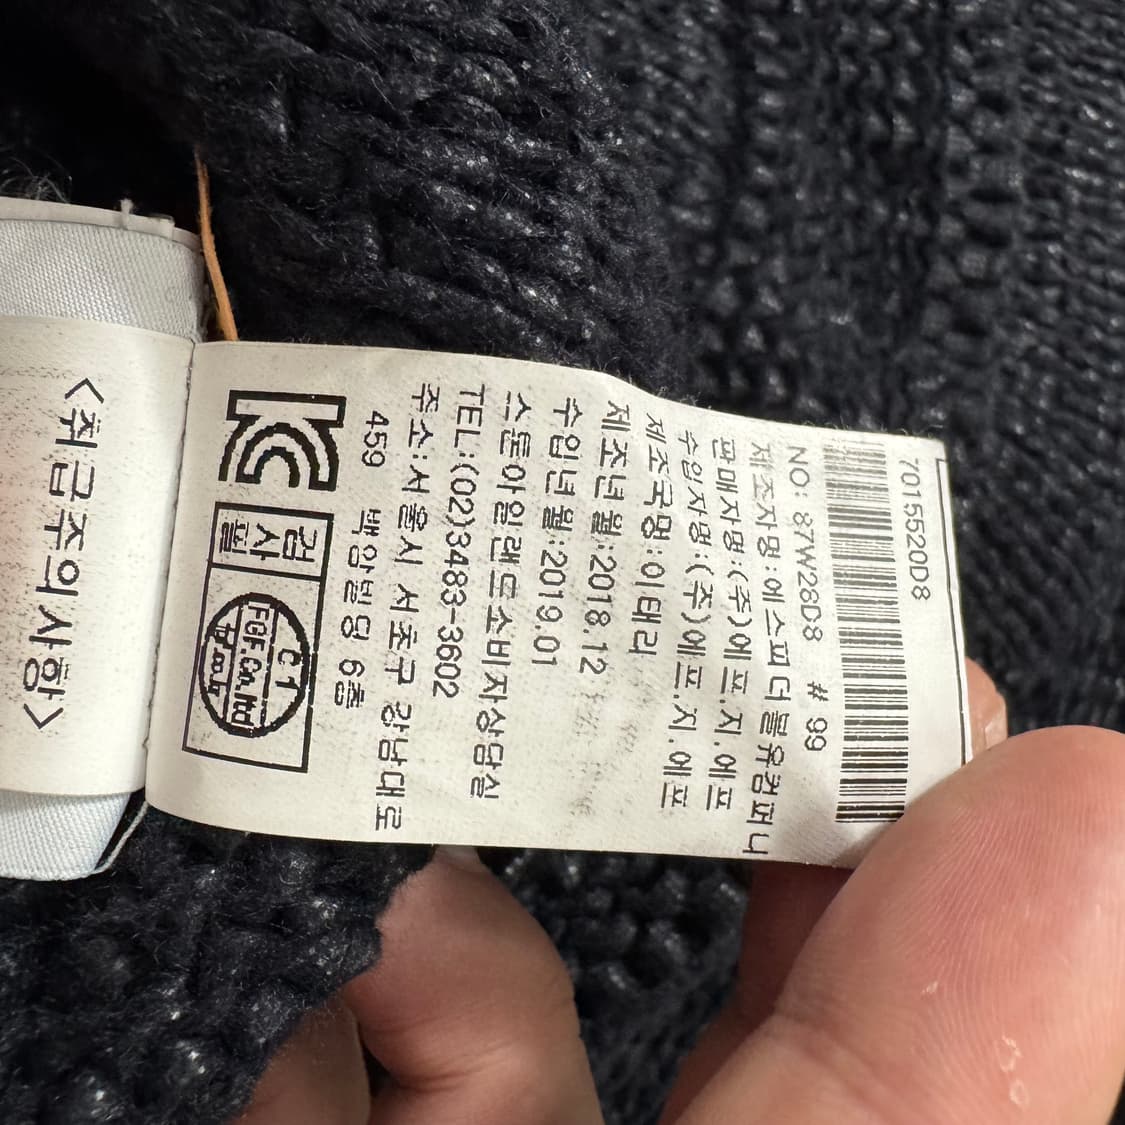 7015520D8
NO: 87W28D8 # 99
제조자명:에스피더블유컴퍼니
판매자명:(주)에프.지.에프
수입자명:(주)에프.지.에프
제조국명:이태리
제조년월:2018.12
수입년월:2019.01
스톤아일랜드소비자상담실
TEL:(02)3483-3602
주소:서울시 서초구 강남대로
459 백암빌딩 6층
KC
검사
필
C1
FGF.Co.ltd
<취급주의사항>